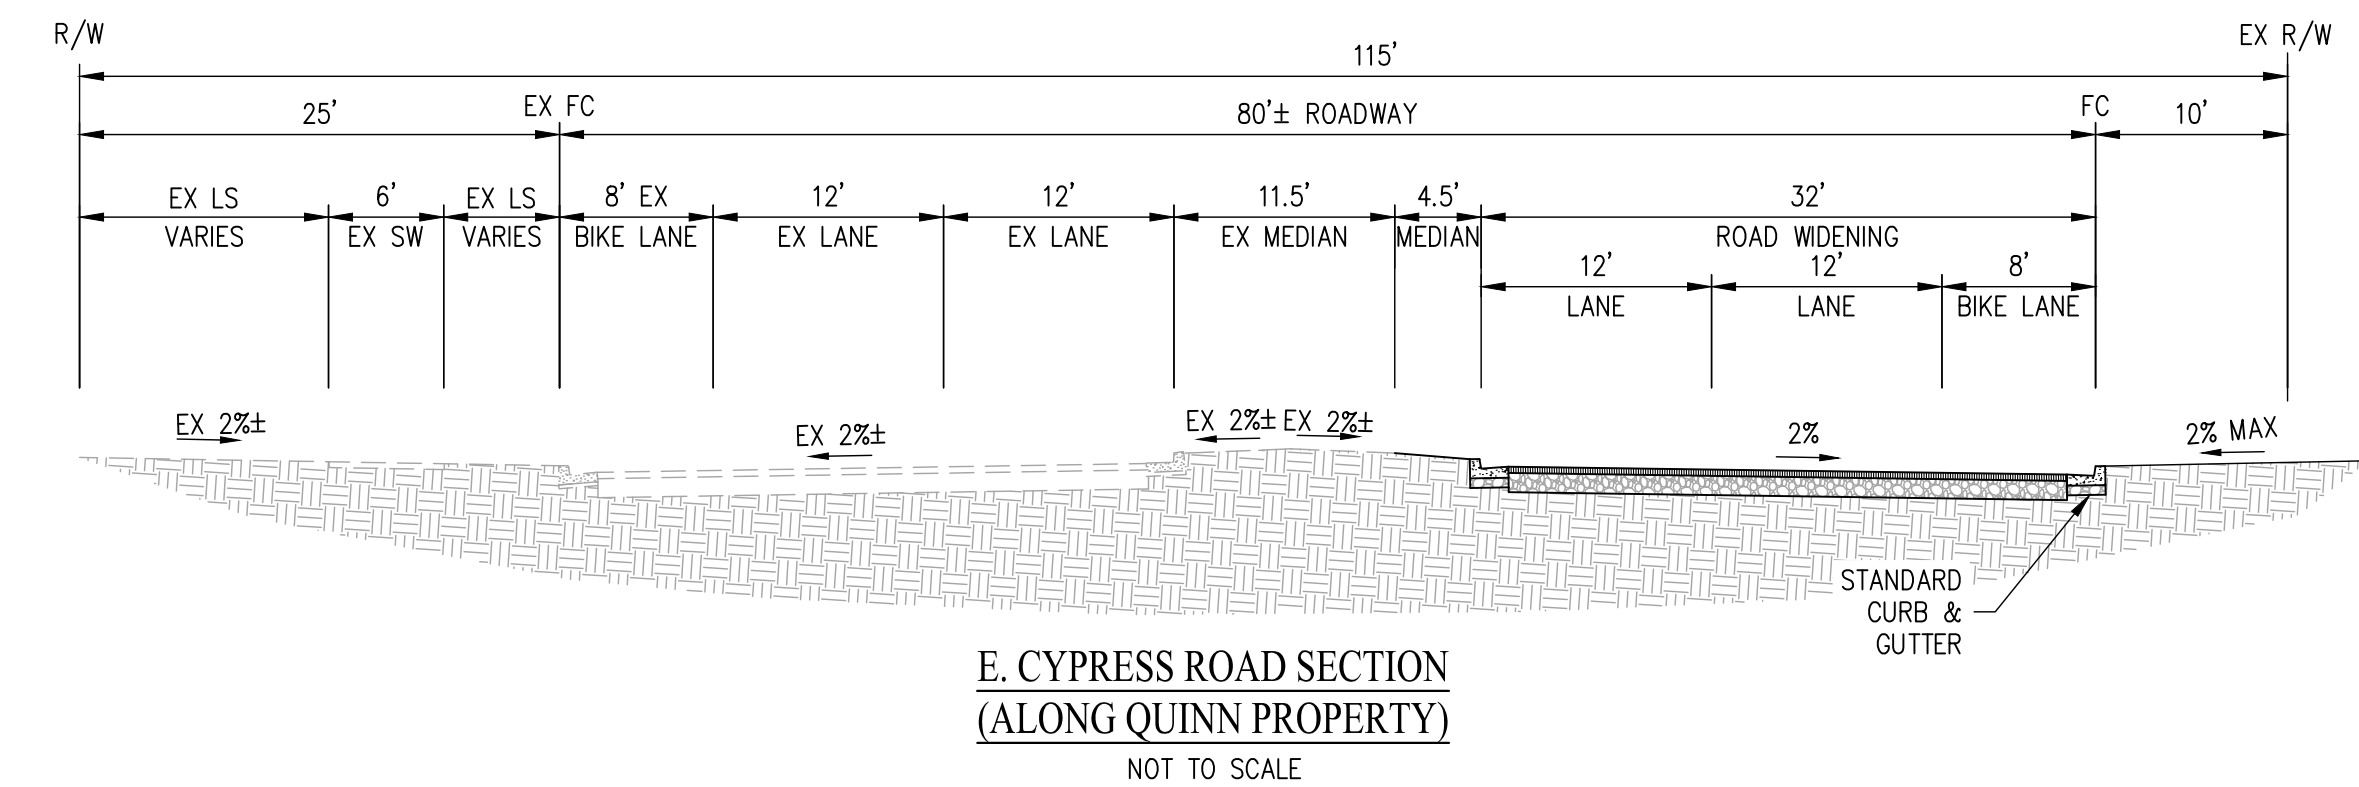 R/W
EX R/W
115'
25'
EX FC
80'± ROADWAY
FC
10'
EX LS
VARIES
6'
EX SW
EX LS
VARIES
8' EX
BIKE LANE
12'
EX LANE
12'
EX LANE
11.5'
EX MEDIAN
4.5'
MEDIAN
32'
ROAD WIDENING
12'
LANE
12'
LANE
8'
BIKE LANE
EX 2%±
EX 2%±
EX 2%±
EX 2%±
2%
2% MAX
STANDARD
CURB &
GUTTER
E. CYPRESS ROAD SECTION
(ALONG QUINN PROPERTY)
NOT TO SCALE